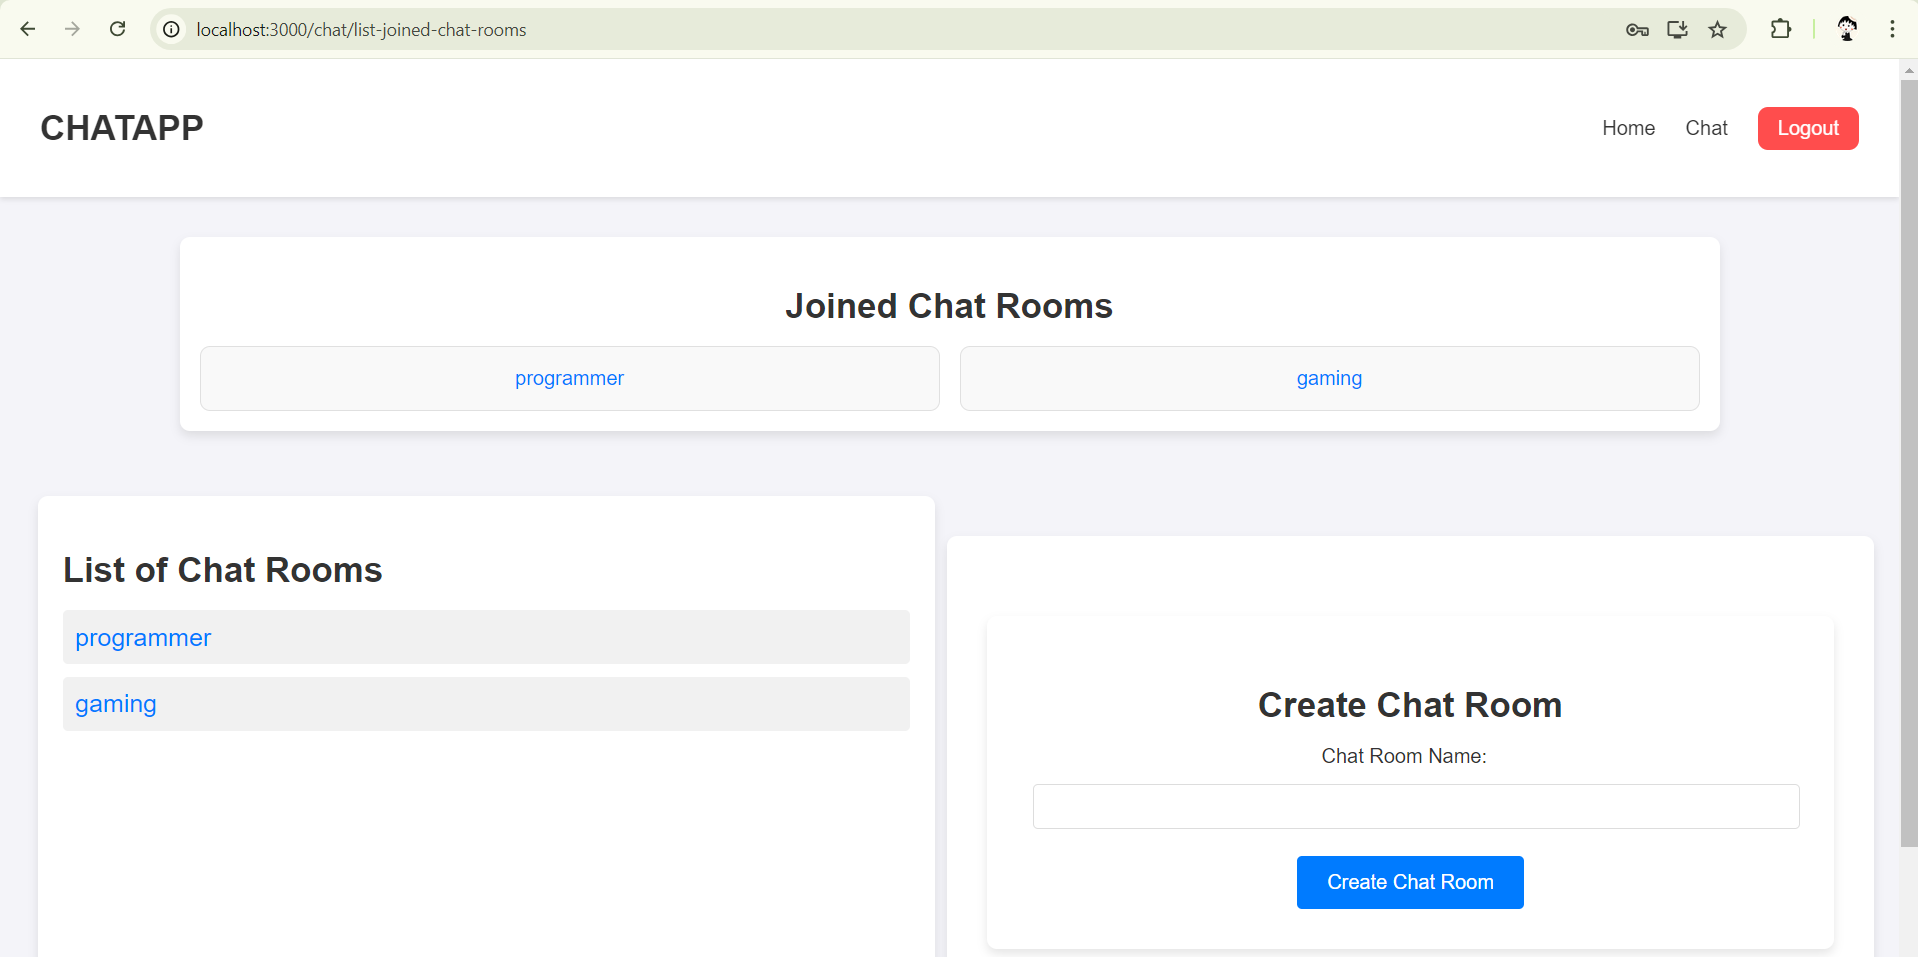 localhost:3000/chat/list-joined-chat-rooms
CHATAPP
Home Chat Logout
Joined Chat Rooms
programmer gaming
List of Chat Rooms
programmer
gaming
Create Chat Room
Chat Room Name:
Create Chat Room